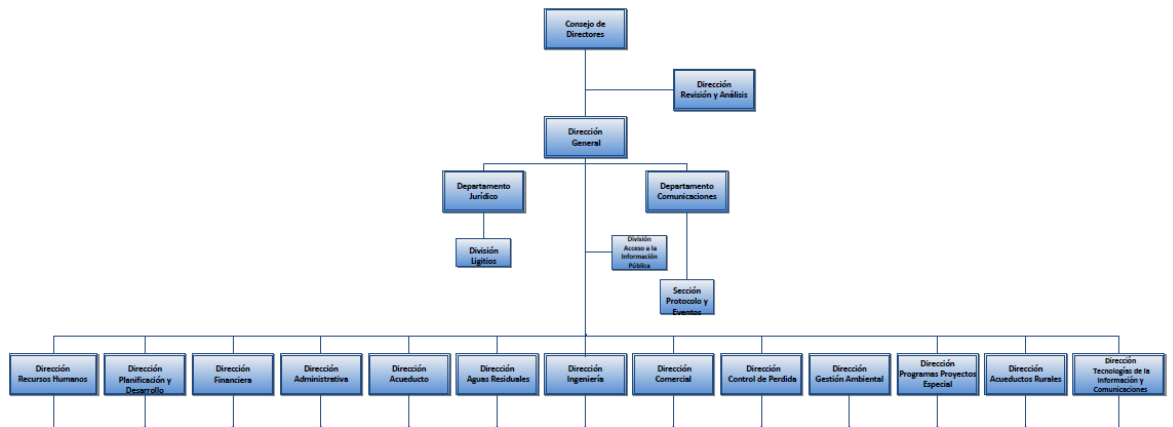 Consejo de
Directores
Dirección
Revisión y Análisis
Dirección
General
Departamento
Jurídico
Departamento
Comunicaciones
División
Ligitios
División
Acceso a la
Información
Pública
Sección
Protocolo y
Eventos
Dirección
Recursos Humanos
Dirección
Planificación y
Desarrollo
Dirección
Financiera
Dirección
Administrativa
Dirección
Acueducto
Dirección
Aguas Residuales
Dirección
Ingeniería
Dirección
Comercial
Dirección
Control de Perdida
Dirección
Gestión Ambiental
Dirección
Programas Proyectos
Especial
Dirección
Acueductos Rurales
Dirección
Tecnologías de la
Información y
Comunicaciones